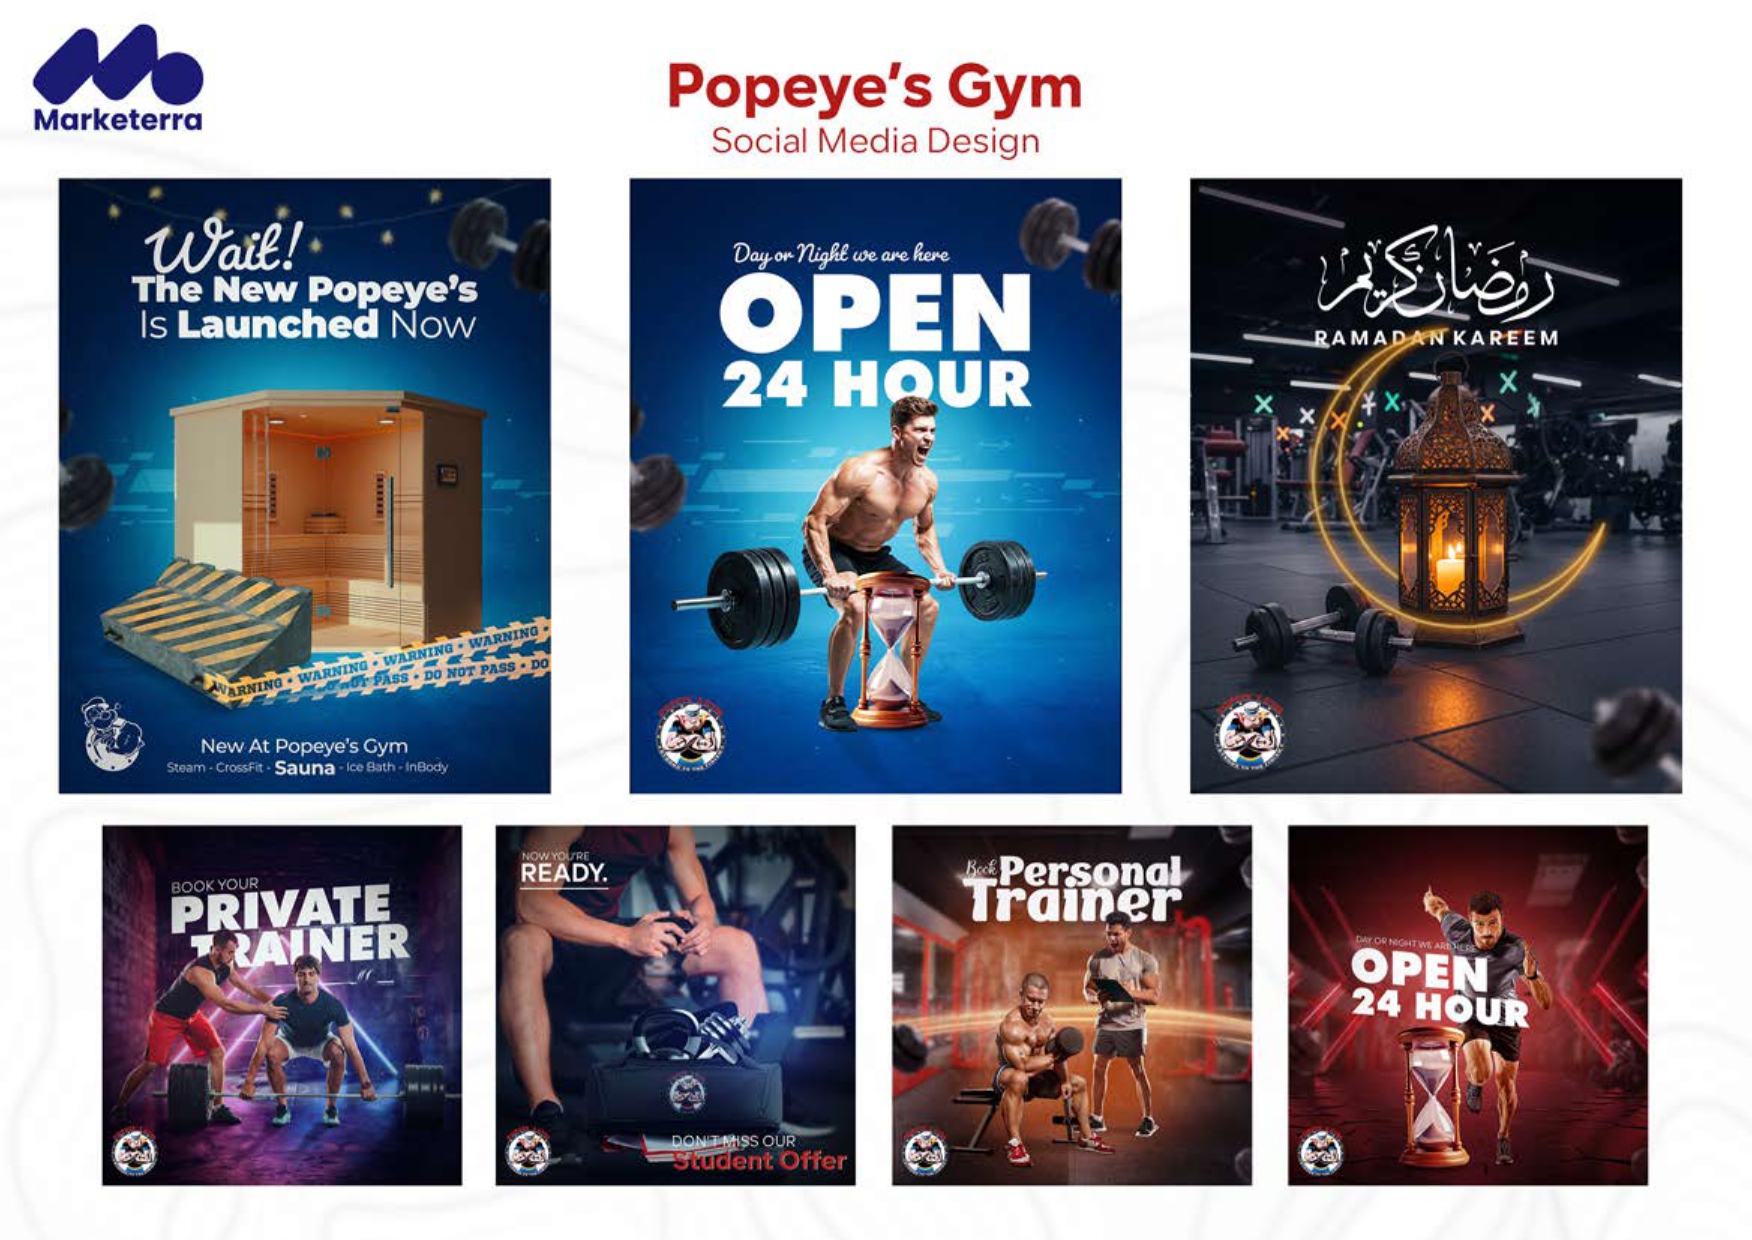 Marketerra
Popeye's Gym
Social Media Design
Wait!
The New Popeye's
Is Launched Now
WARNING • WARNING • WARNING • WARNING
DO NOT PASS • DO NOT PASS • DO
New At Popeye's Gym
Steam - CrossFit - Sauna - Ice Bath - InBody
Day or Night we are here
OPEN
24 HOUR
رمضان كريم
RAMADAN KAREEM
BOOK YOUR
PRIVATE
TRAINER
NOW YOU'RE
READY.
DON'T MISS OUR
Student Offer
Book Personal
Trainer
DAY OR NIGHT WE ARE HERE
OPEN
24 HOUR